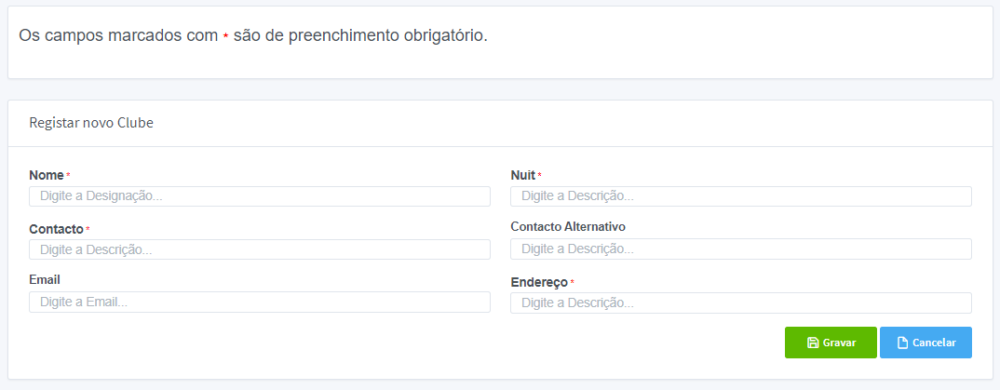 Os campos marcados com * são de preenchimento obrigatório.
Registar novo Clube
Nome *
Nuit *
Digite a Designação...
Digite a Descrição...
Contacto *
Contacto Alternativo
Digite a Descrição...
Digite a Descrição...
Email
Endereço *
Digite a Email...
Digite a Descrição...
Gravar
Cancelar